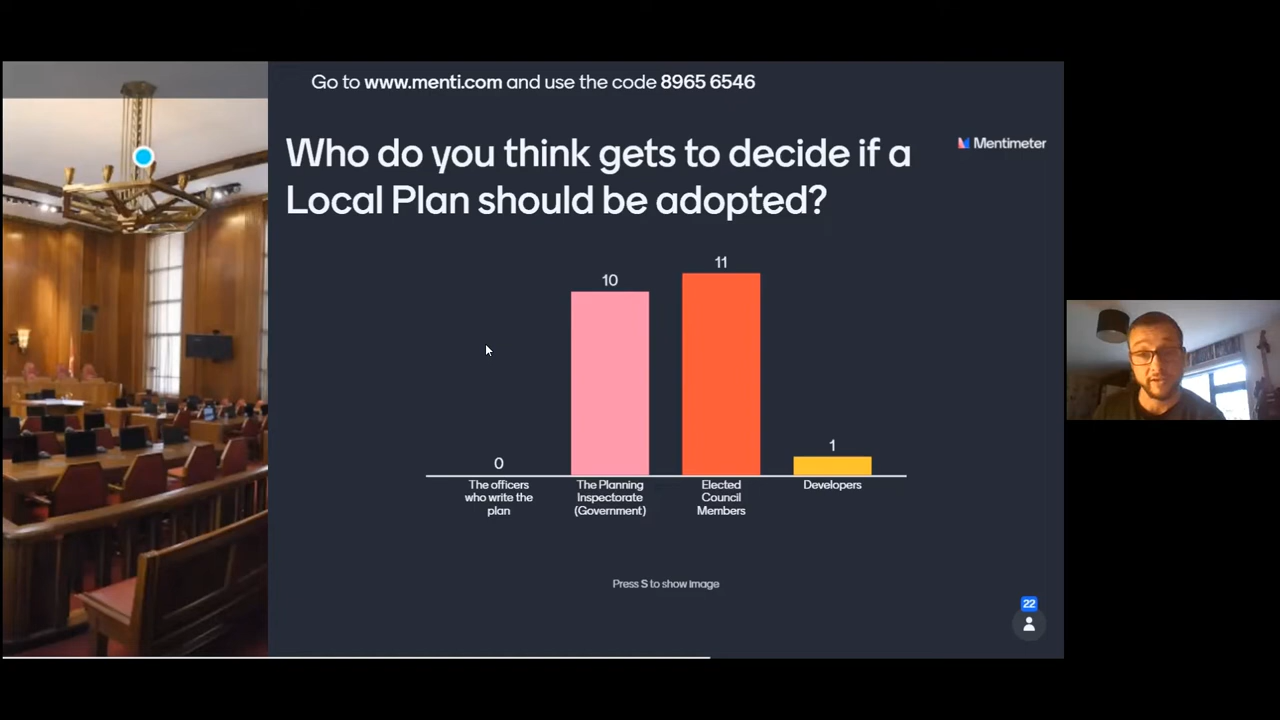 Go to www.menti.com and use the code 8965 6546
Who do you think gets to decide if a
Local Plan should be adopted?
Mentimeter
0
10
11
1
The officers
who write the
plan
The Planning
Inspectorate
(Government)
Elected
Council
Members
Developers
Press S to show image
22